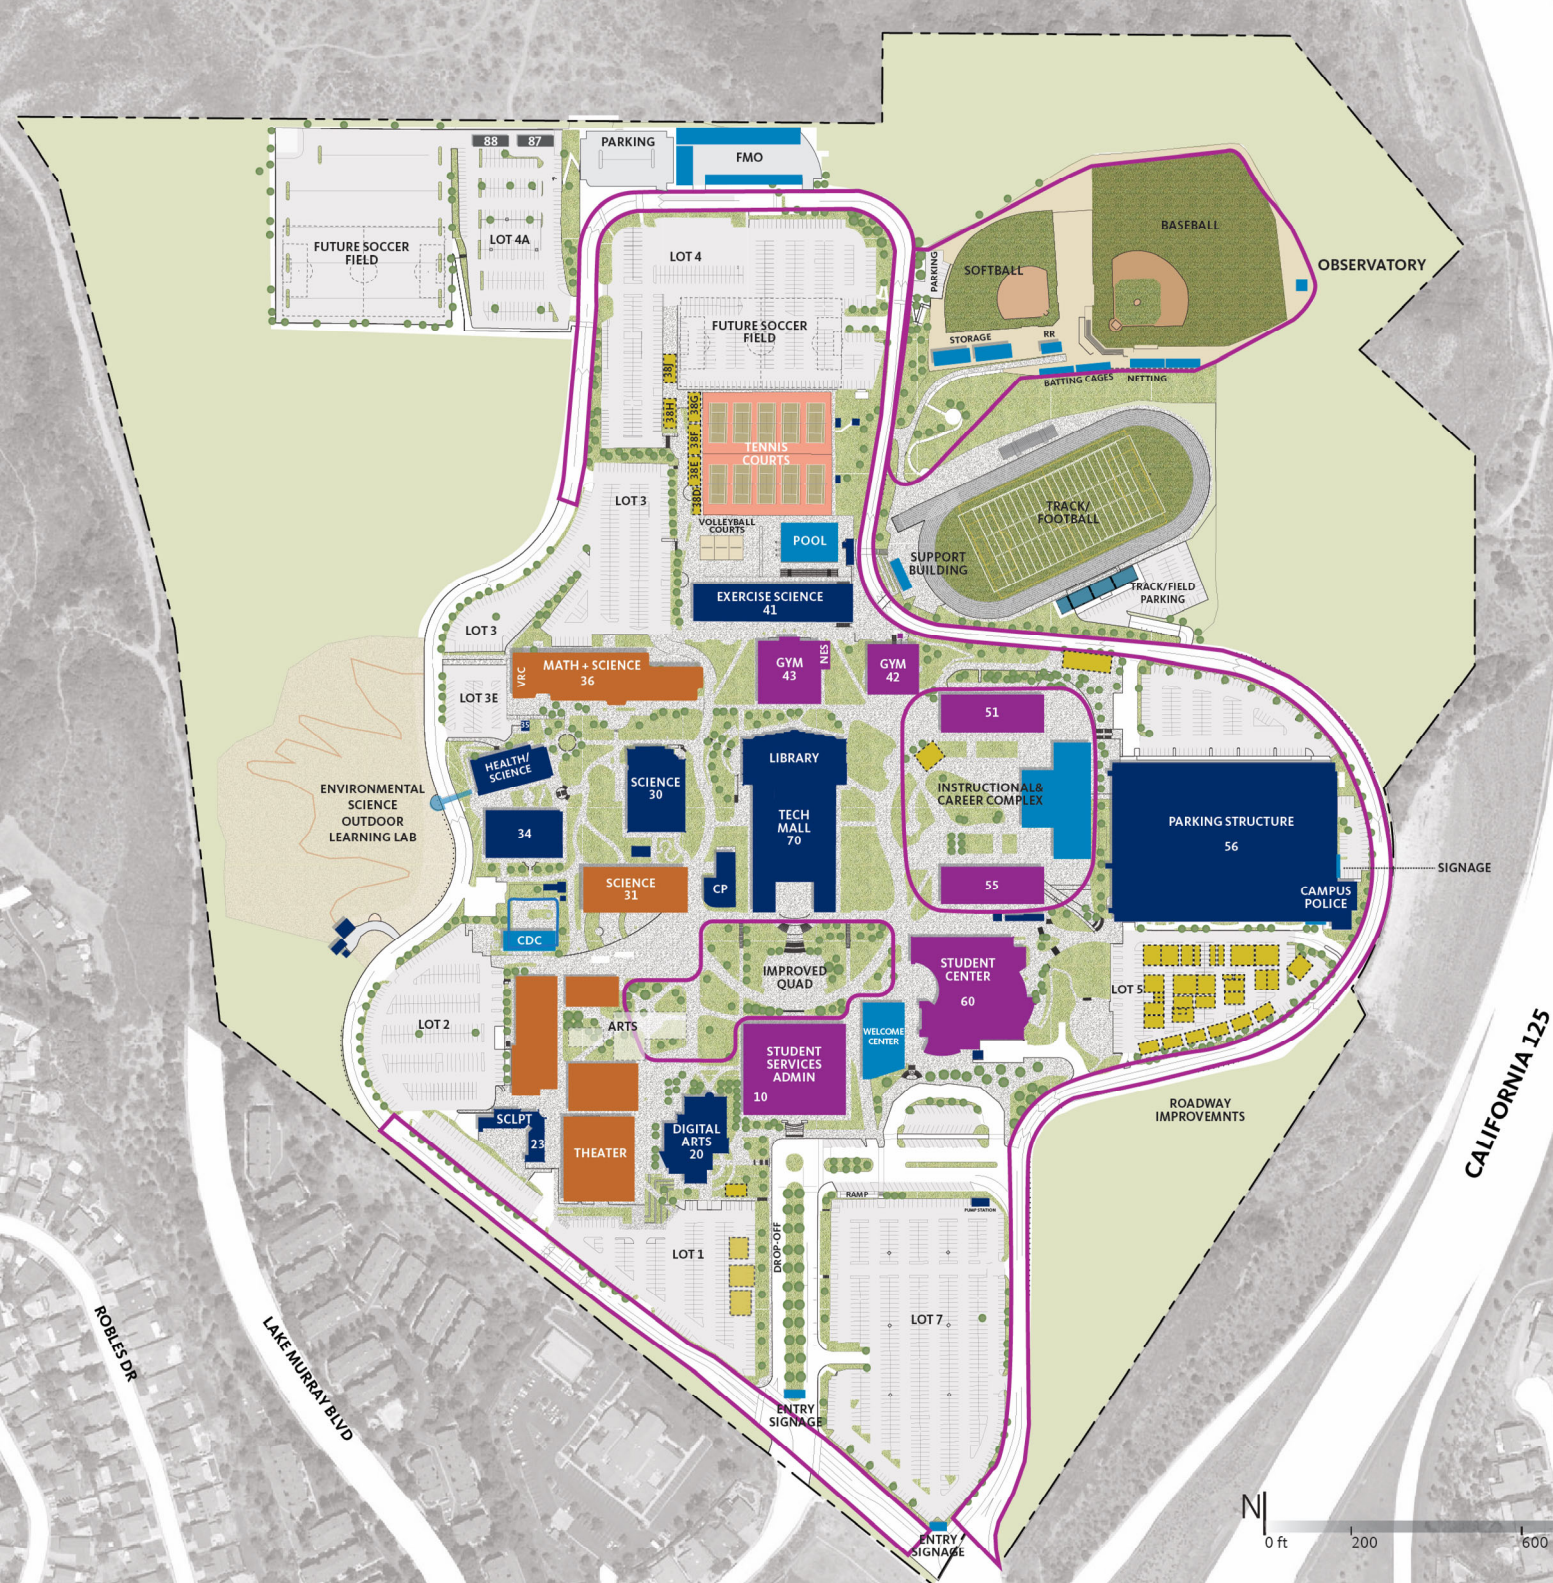 88
87
PARKING
FMO
FUTURE SOCCER
FIELD
LOT 4A
LOT 4
PARKING
SOFTBALL
BASEBALL
OBSERVATORY
FUTURE SOCCER
FIELD
STORAGE
RR
BATTING CAGES
NETTING
38J
38H
38G
38F
38E
38D
TENNIS
COURTS
LOT 3
VOLLEYBALL
COURTS
POOL
TRACK/
FOOTBALL
SUPPORT
BUILDING
TRACK/FIELD
PARKING
EXERCISE SCIENCE
41
LOT 3
MATH + SCIENCE
36
VRC
GYM
43
NES
GYM
42
LOT 3E
35
51
HEALTH/
SCIENCE
SCIENCE
30
LIBRARY
TECH
MALL
70
INSTRUCTIONAL&
CAREER COMPLEX
ENVIRONMENTAL
SCIENCE
OUTDOOR
LEARNING LAB
34
PARKING STRUCTURE
56
SIGNAGE
SCIENCE
31
CP
55
CAMPUS
POLICE
CDC
IMPROVED
QUAD
STUDENT
CENTER
60
LOT 5
LOT 2
ARTS
WELCOME
CENTER
STUDENT
SERVICES
ADMIN
10
ROADWAY
IMPROVEMNTS
SCLPT
23
THEATER
DIGITAL
ARTS
20
RAMP
PUMP STATION
LOT 1
DROP-OFF
LOT 7
ENTRY
SIGNAGE
ENTRY
SIGNAGE
ROBLES DR
LAKE MURRAY BLVD
CALIFORNIA 125
N
0 ft
200
600